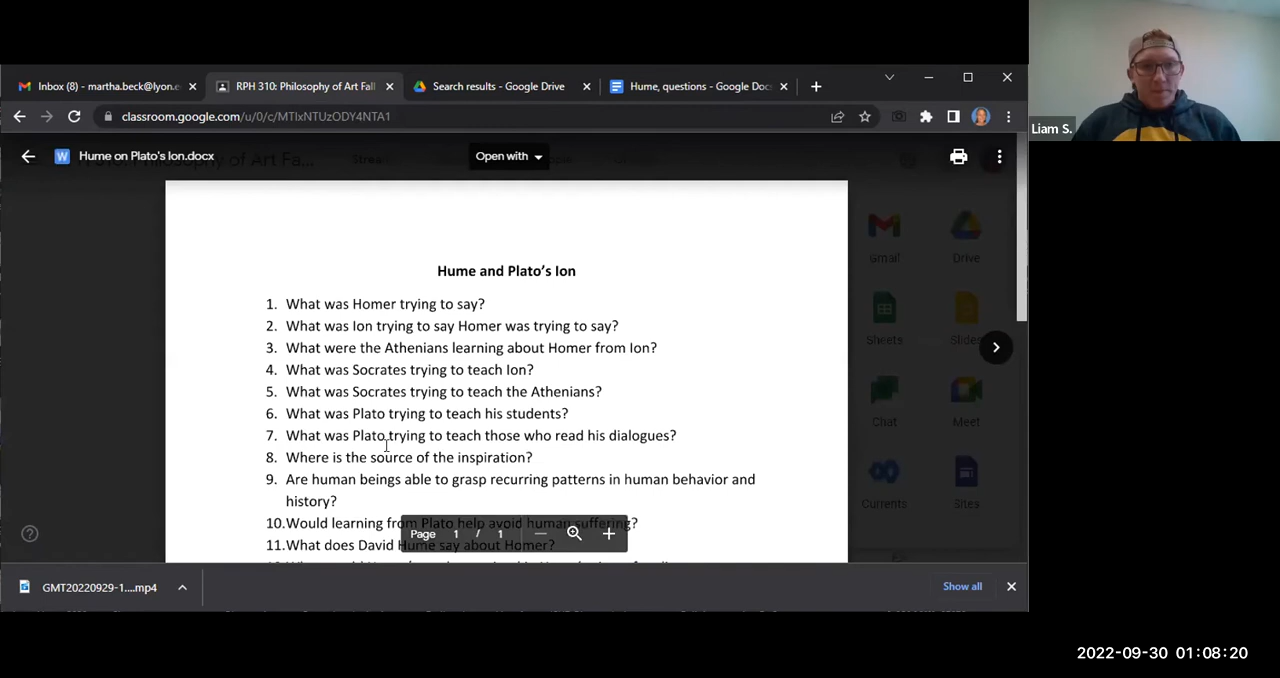 Inbox (8) - martha.beck@lyon.e
RPH 310: Philosophy of Art Fall
Search results - Google Drive
Hume, questions - Google Doc
classroom.google.com/u/0/c/MTIxNTUzODY4NTA1
Liam S.
W Hume on Plato's Ion.docx
Open with
Gmail
Drive
Sheets
Slides
Chat
Meet
Currents
Sites
Hume and Plato's Ion
1. What was Homer trying to say?
2. What was Ion trying to say Homer was trying to say?
3. What were the Athenians learning about Homer from Ion?
4. What was Socrates trying to teach Ion?
5. What was Socrates trying to teach the Athenians?
6. What was Plato trying to teach his students?
7. What was Plato trying to teach those who read his dialogues?
8. Where is the source of the inspiration?
9. Are human beings able to grasp recurring patterns in human behavior and
history?
10. Would learning from Plato help avoid human suffering?
11. What does David Hume say about Homer?
Page 1 / 1
GMT20220929-1....mp4
Show all
2022-09-30 01:08:20